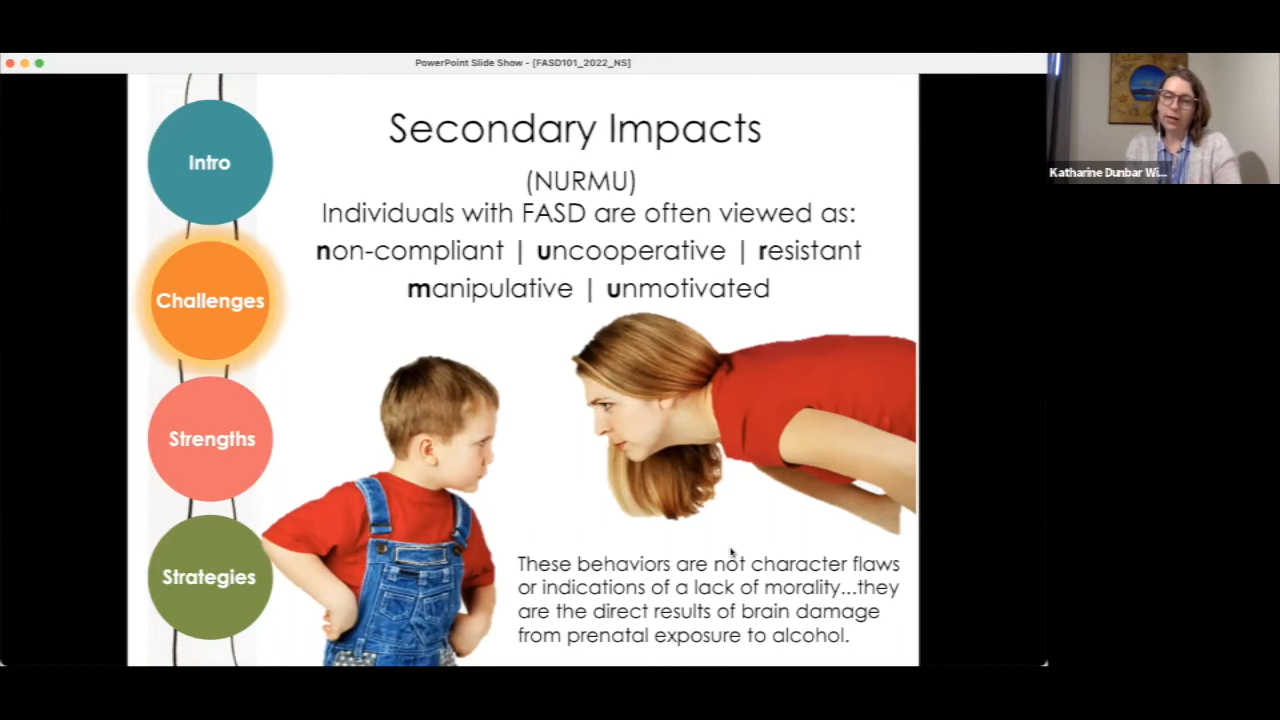 PowerPoint Slide Show - [FASD101_2022_NS]
Katharine Dunbar Wi...
Intro
Challenges
Strengths
Strategies
Secondary Impacts
(NURMU)
Individuals with FASD are often viewed as:
non-compliant | uncooperative | resistant
manipulative | unmotivated
These behaviors are not character flaws
or indications of a lack of morality...they
are the direct results of brain damage
from prenatal exposure to alcohol.